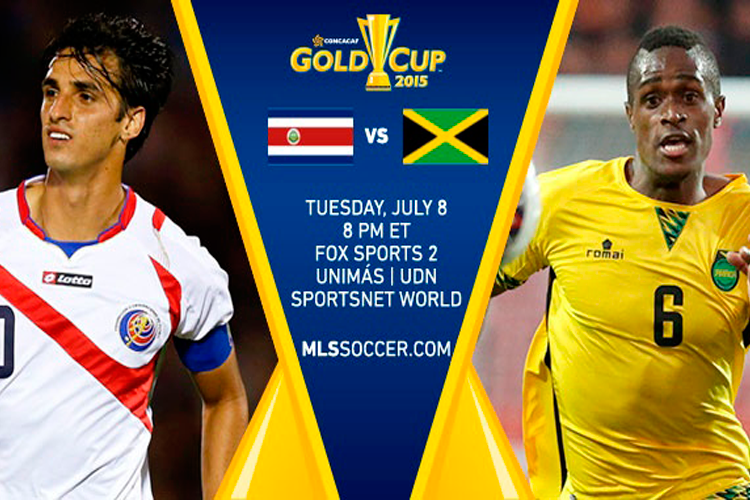 CONCACAF
GOLD CUP
2015
VS
TUESDAY, JULY 8
8 PM ET
FOX SPORTS 2
UNIMÁS | UDN
SPORTSNET WORLD
MLSSOCCER.COM
Lotto
romai
6